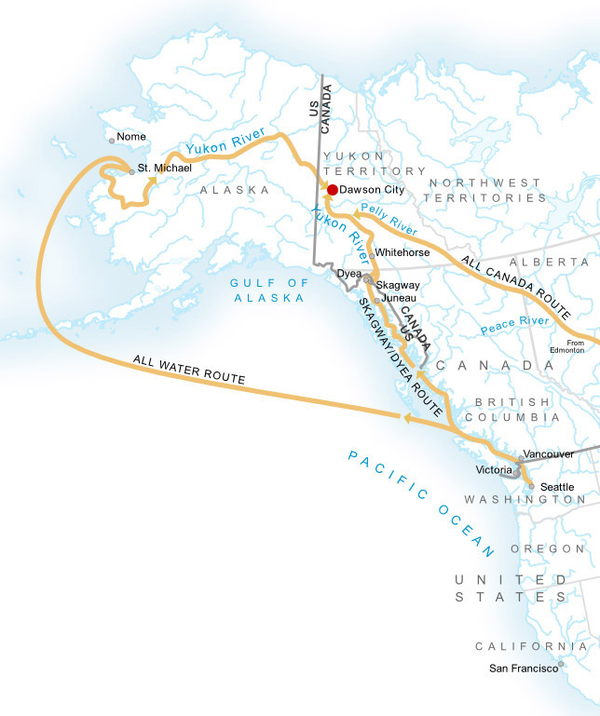 Nome
Yukon River
US
CANADA
St. Michael
YUKON
TERRITORY
ALASKA
Dawson City
NORTHWEST
TERRITORIES
Pelly River
Yukon River
Whitehorse
ALL CANADA ROUTE
ALBERTA
Dyea
Skagway
Juneau
GULF OF
ALASKA
CANADA
US
Peace River
From
Edmonton
SKAGWAY/DYEA ROUTE
ALL WATER ROUTE
CANADA
BRITISH
COLUMBIA
Vancouver
Victoria
Seattle
WASHINGTON
PACIFIC OCEAN
OREGON
UNITED
STATES
CALIFORNIA
San Francisco